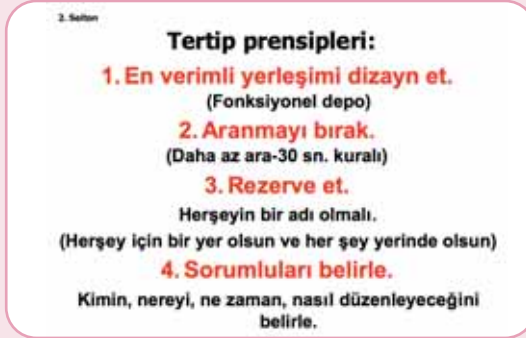 2. Seiton
Tertip prensipleri:
1. En verimli yerleşimi dizayn et.
(Fonksiyonel depo)
2. Aranmayı bırak.
(Daha az ara-30 sn. kuralı)
3. Rezerve et.
Herşeyin bir adı olmalı.
(Herşey için bir yer olsun ve her şey yerinde olsun)
4. Sorumluları belirle.
Kimin, nereyi, ne zaman, nasıl düzenleyeceğini
belirle.